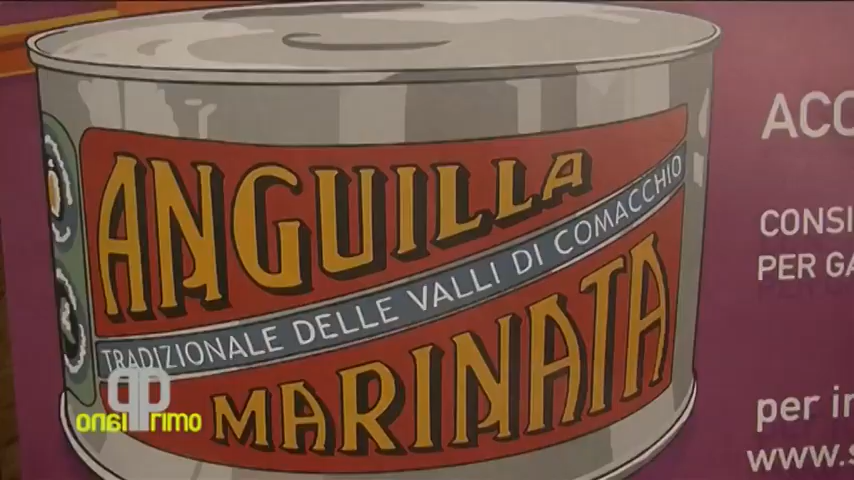 ANGUILLA
TRADIZIONALE DELLE VALLI DI COMACCHIO
MARINATA
ACC
CONSI
PER GA
per in
www.s